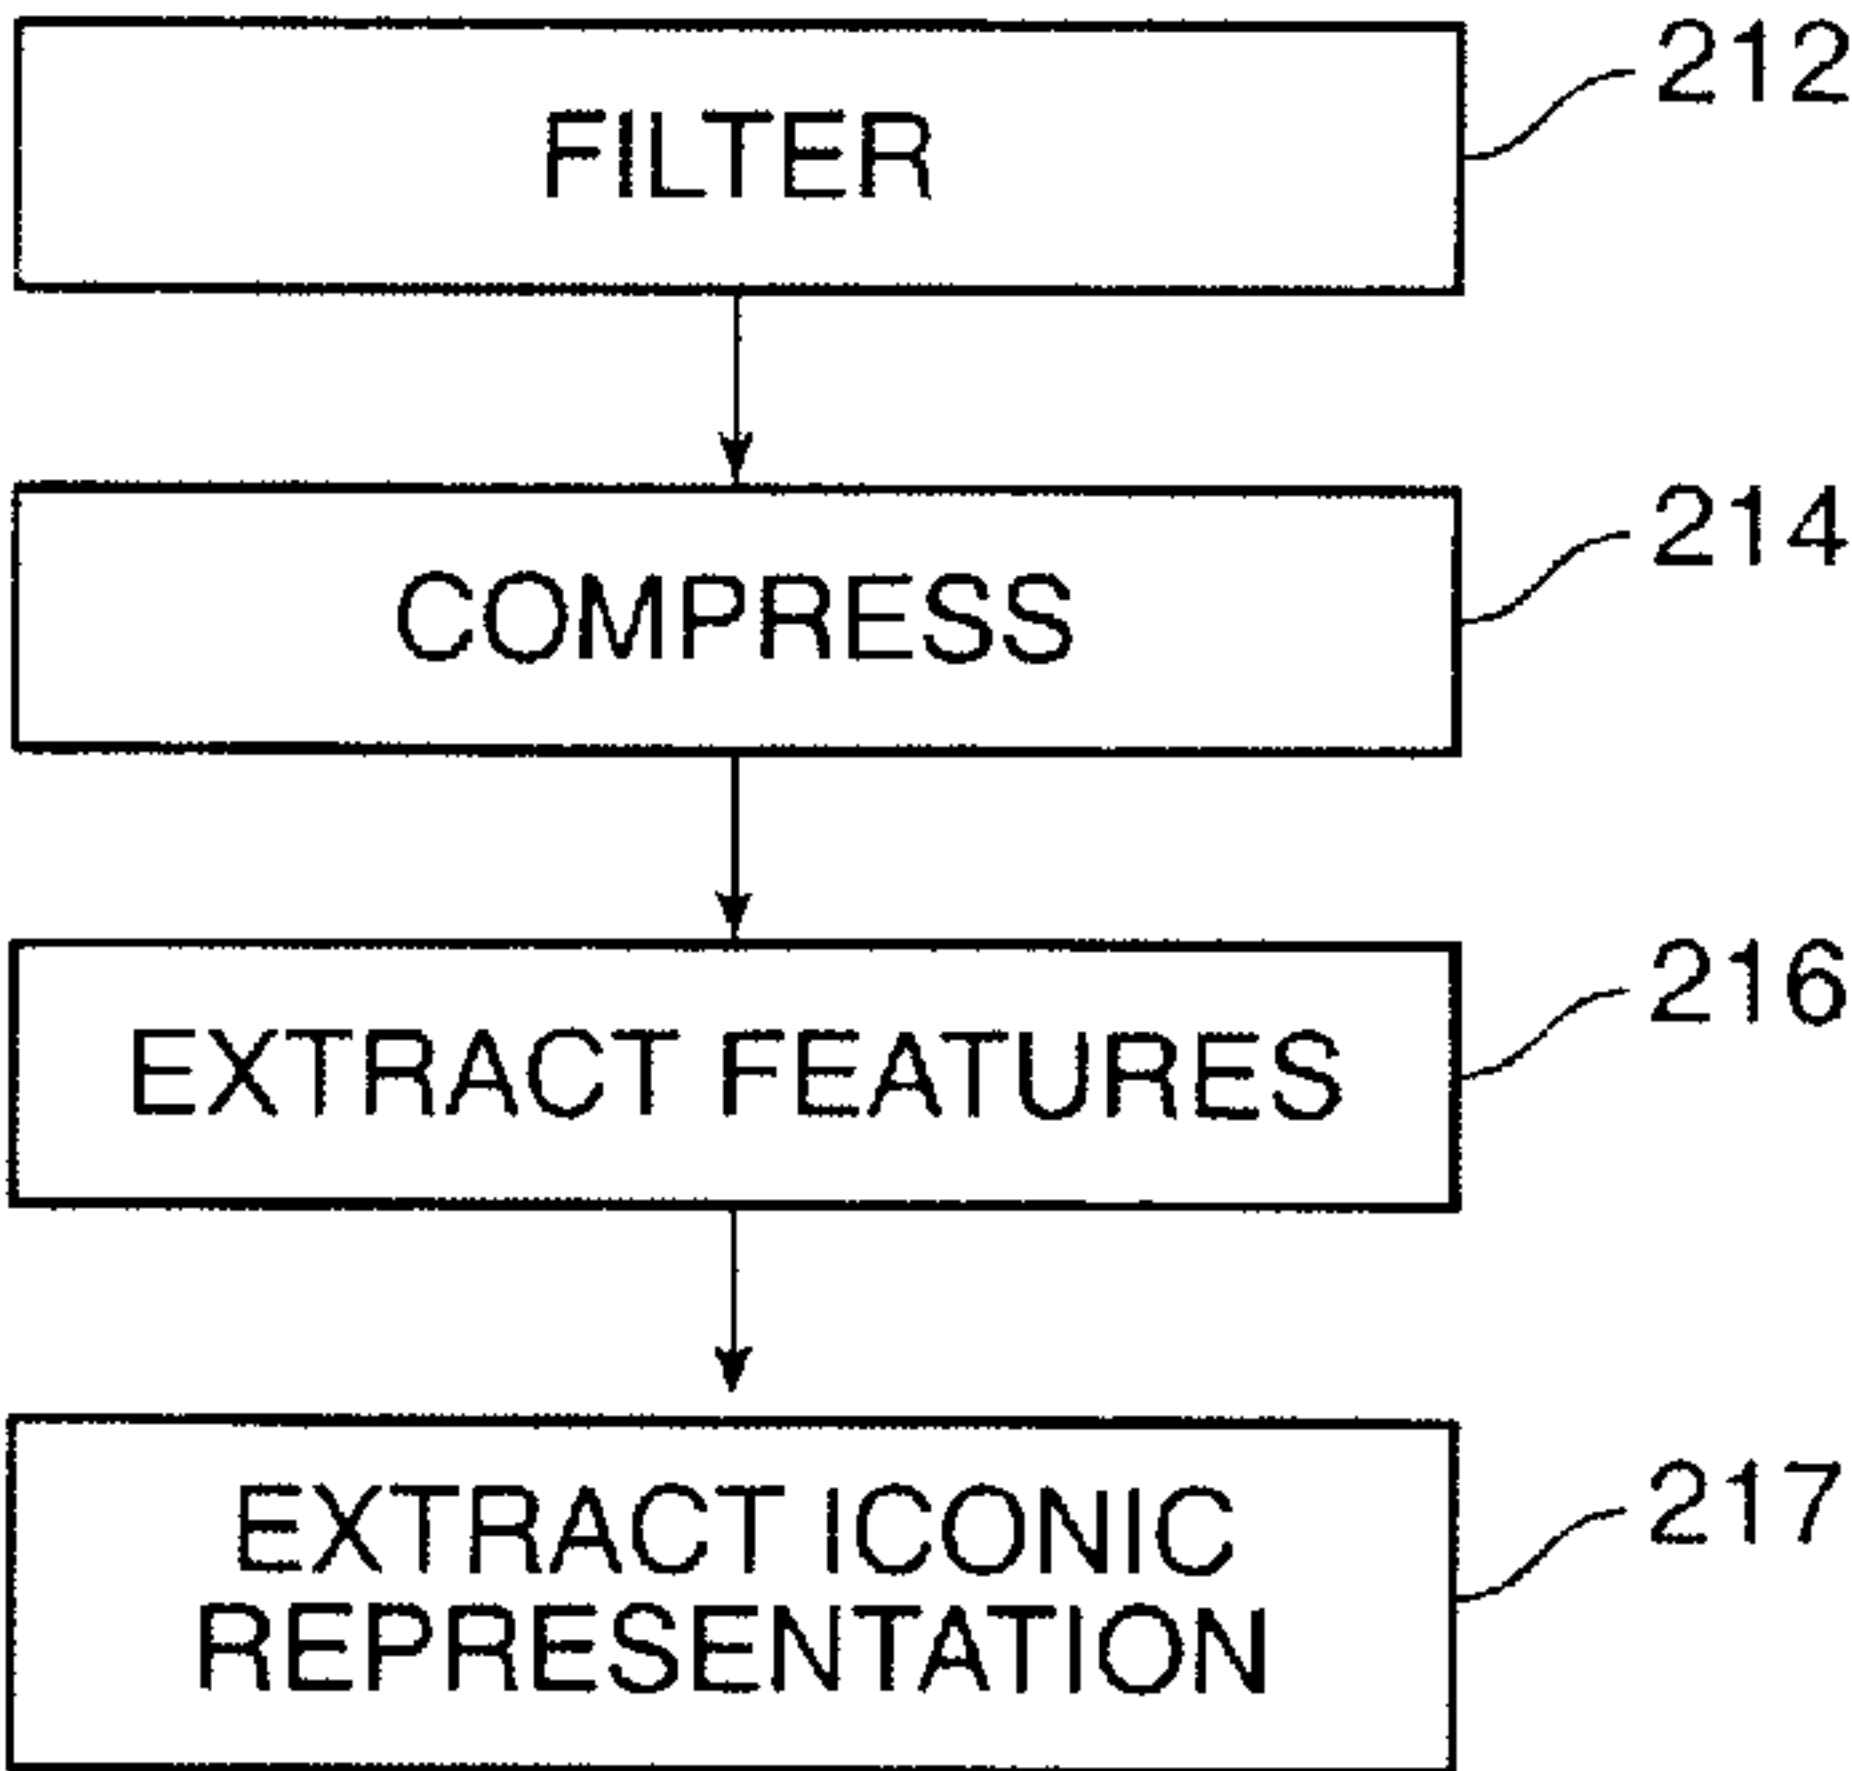 FILTER
212
COMPRESS
214
EXTRACT FEATURES
216
EXTRACT ICONIC
REPRESENTATION
217